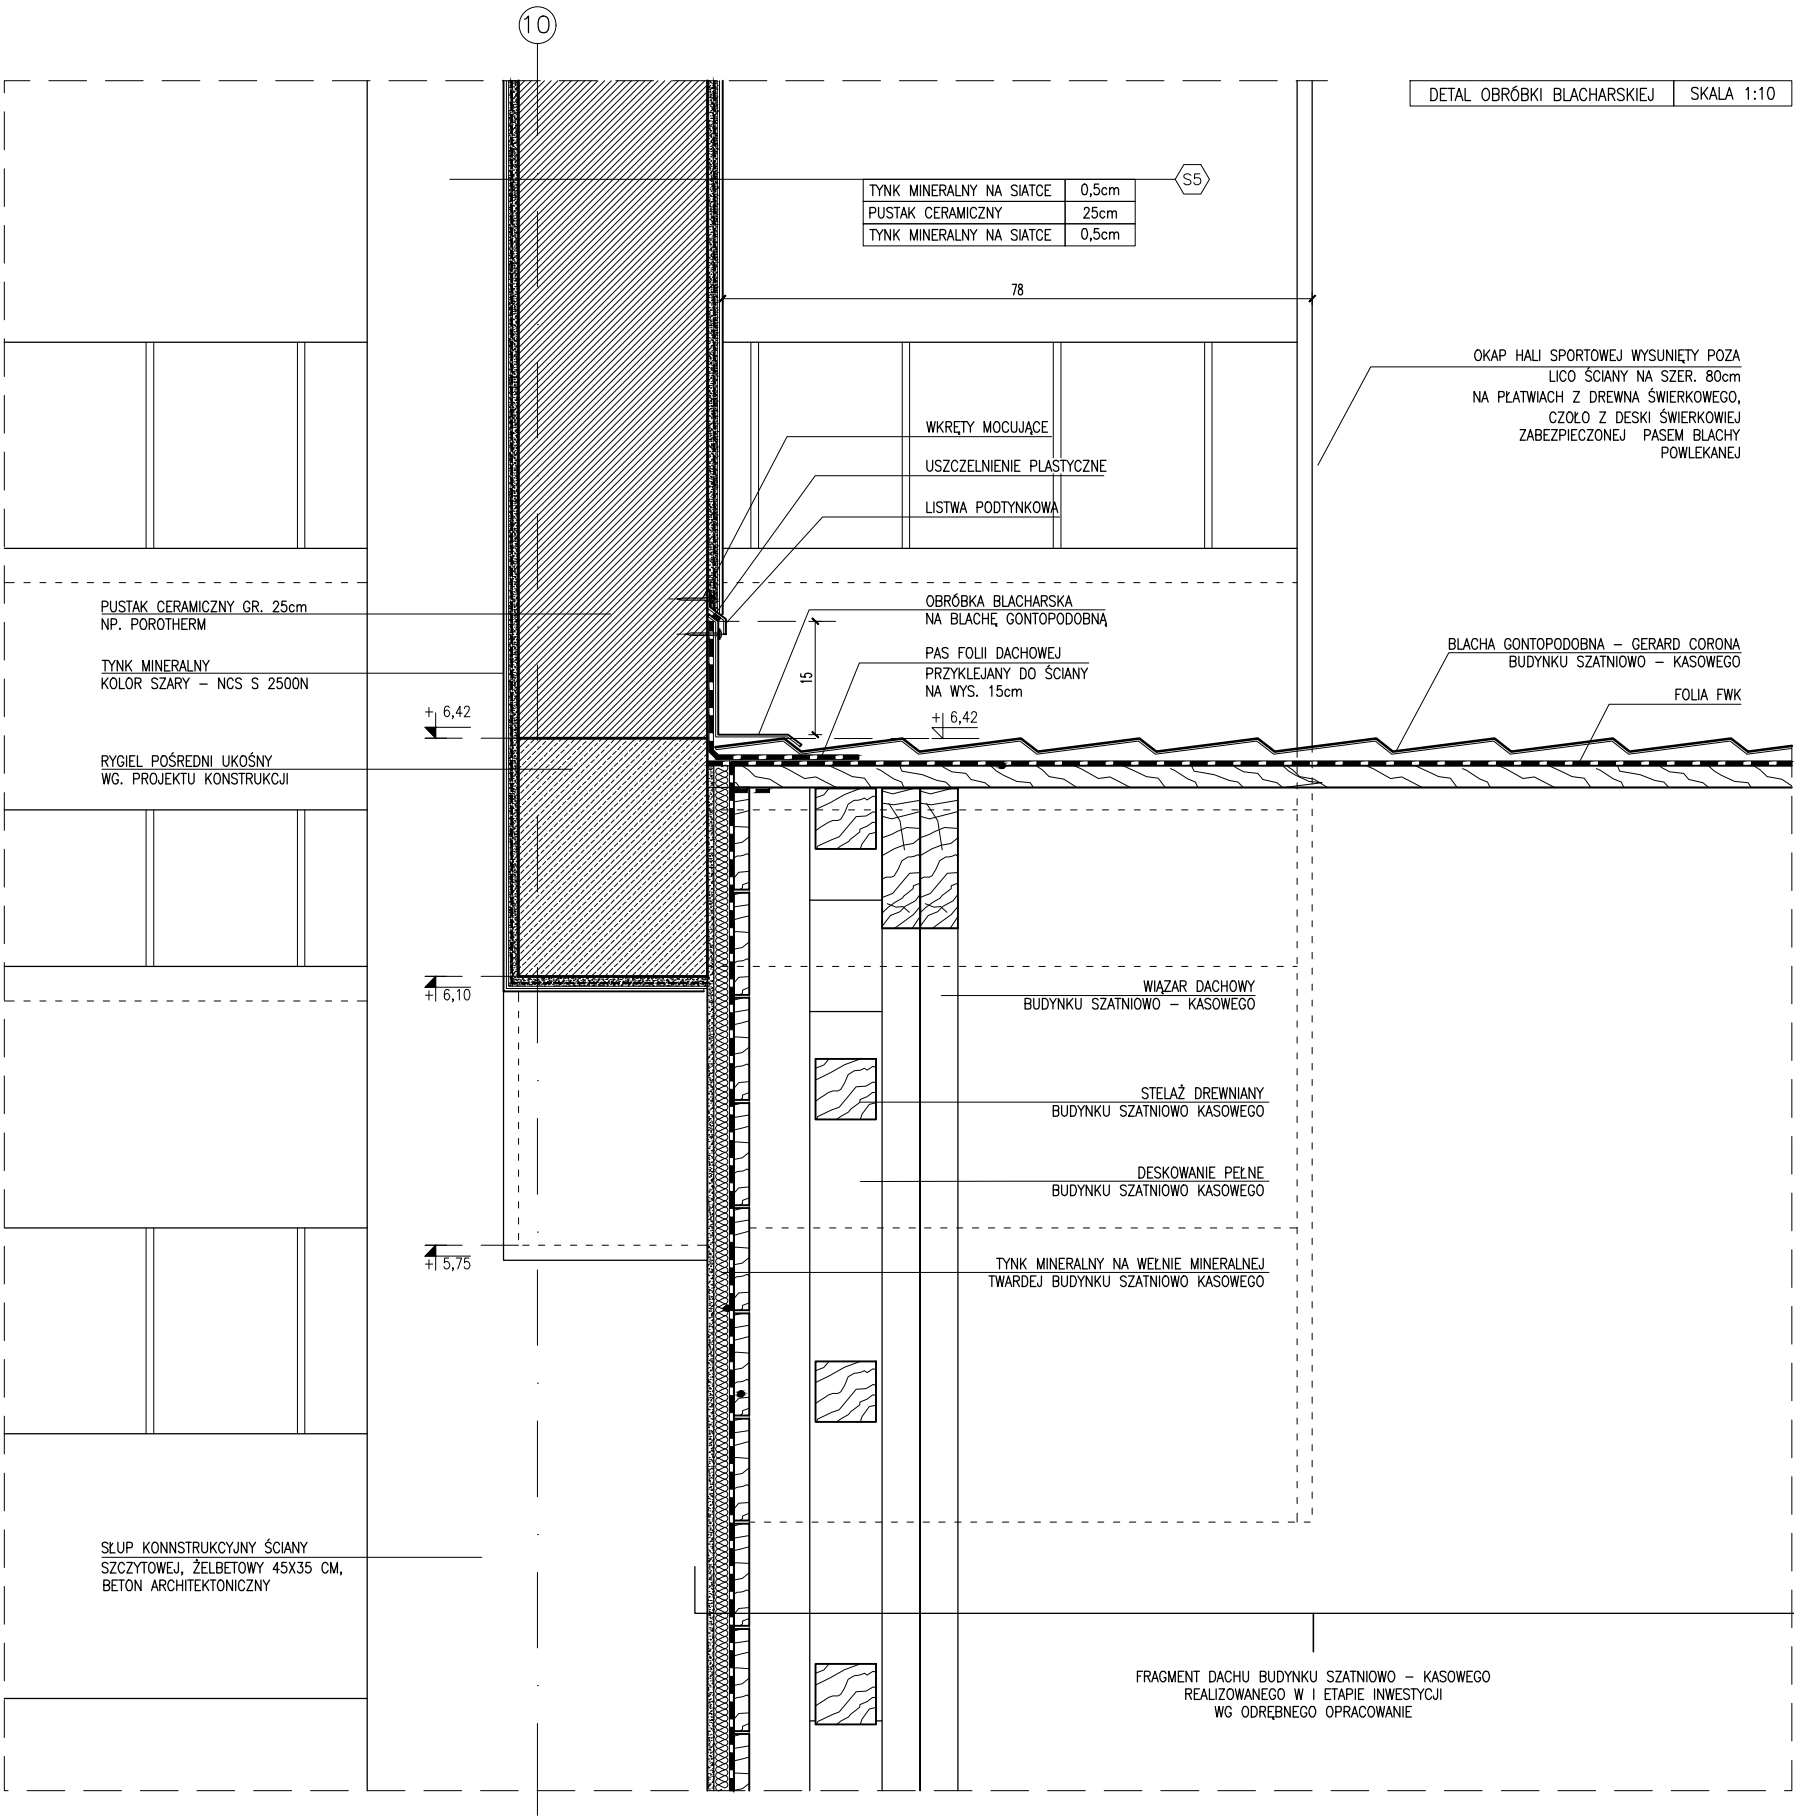 10
DETAL OBRÓBKI BLACHARSKIEJ SKALA 1:10
S5
TYNK MINERALNY NA SIATCE 0,5cm
PUSTAK CERAMICZNY 25cm
TYNK MINERALNY NA SIATCE 0,5cm
78
OKAP HALI SPORTOWEJ WYSUNIĘTY POZA
LICO ŚCIANY NA SZER. 80cm
NA PŁATWIACH Z DREWNA ŚWIERKOWEGO,
CZOŁO Z DESKI ŚWIERKOWIEJ
ZABEZPIECZONEJ PASEM BLACHY
POWLEKANEJ
WKRĘTY MOCUJĄCE
USZCZELNIENIE PLASTYCZNE
LISTWA PODTYNKOWA
PUSTAK CERAMICZNY GR. 25cm
NP. POROTHERM
TYNK MINERALNY
KOLOR SZARY – NCS S 2500N
OBRÓBKA BLACHARSKA
NA BLACHĘ GONTOPODOBNĄ
PAS FOLII DACHOWEJ
PRZYKLEJANY DO ŚCIANY
NA WYS. 15cm
15
BLACHA GONTOPODOBNA – GERARD CORONA
BUDYNKU SZATNIOWO – KASOWEGO
FOLIA FWK
+ 6,42
+ 6,42
RYGIEL POŚREDNI UKOŚNY
WG. PROJEKTU KONSTRUKCJI
+ 6,10
WIĄZAR DACHOWY
BUDYNKU SZATNIOWO – KASOWEGO
STELAŻ DREWNIANY
BUDYNKU SZATNIOWO KASOWEGO
DESKOWANIE PEŁNE
BUDYNKU SZATNIOWO KASOWEGO
+ 5,75
TYNK MINERALNY NA WEŁNIE MINERALNEJ
TWARDEJ BUDYNKU SZATNIOWO KASOWEGO
SŁUP KONNSTRUKCYJNY ŚCIANY
SZCZYTOWEJ, ŻELBETOWY 45X35 CM,
BETON ARCHITEKTONICZNY
FRAGMENT DACHU BUDYNKU SZATNIOWO – KASOWEGO
REALIZOWANEGO W I ETAPIE INWESTYCJI
WG ODRĘBNEGO OPRACOWANIE